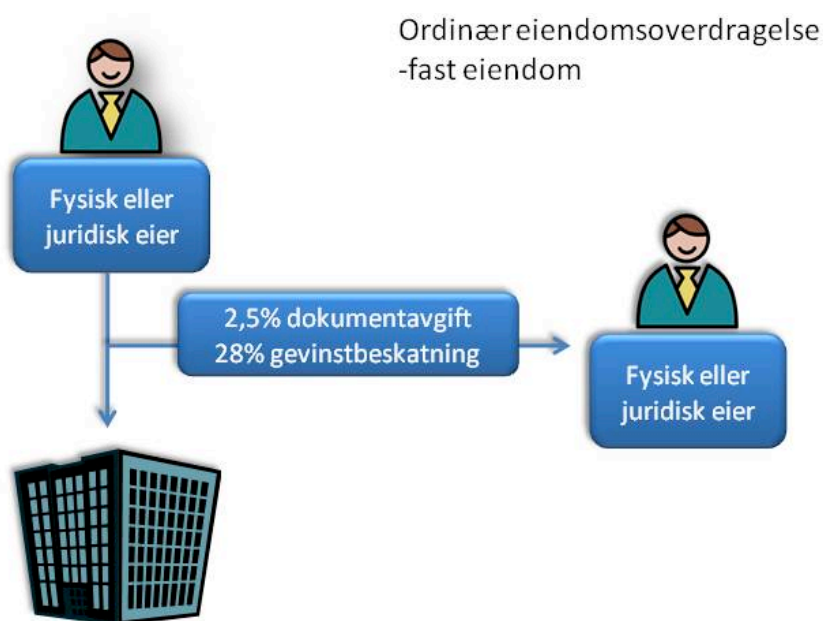 Ordinær eiendomsoverdragelse
-fast eiendom
Fysisk eller
juridisk eier
2,5% dokumentavgift
28% gevinstbeskatning
Fysisk eller
juridisk eier